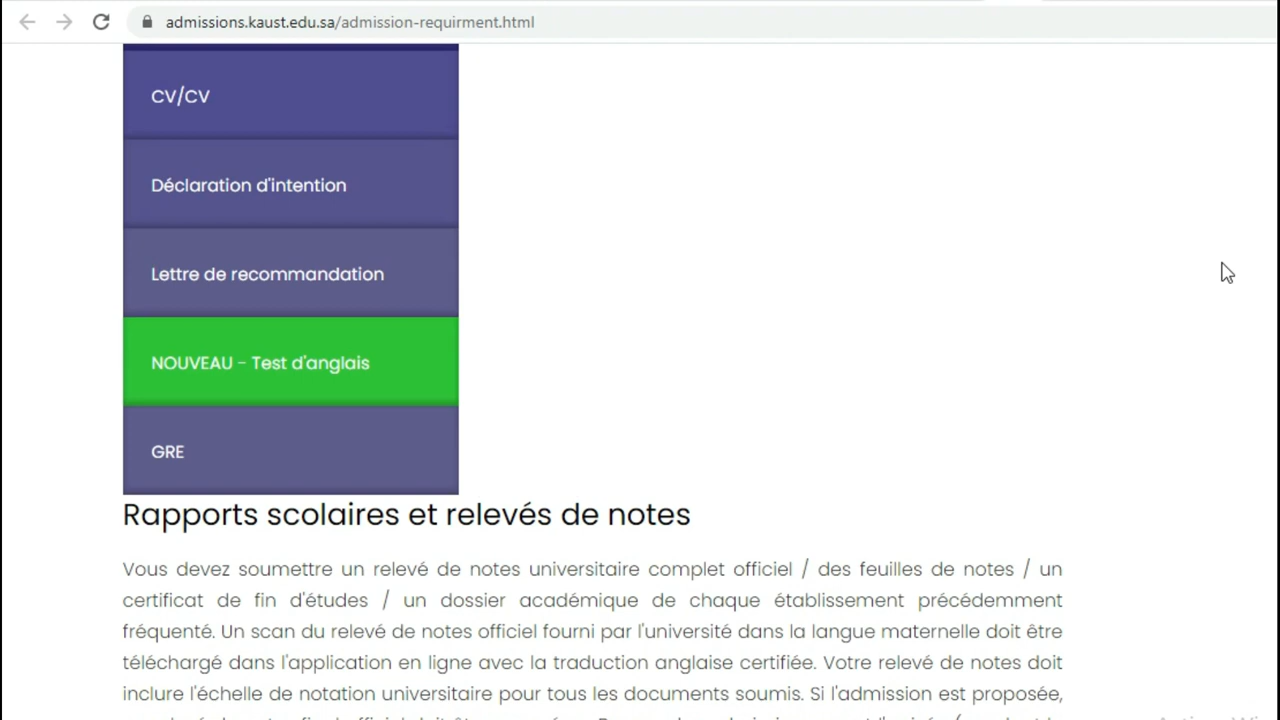 admissions.kaust.edu.sa/admission-requirment.html
CV/CV
Déclaration d'intention
Lettre de recommandation
NOUVEAU - Test d'anglais
GRE
Rapports scolaires et relevés de notes
Vous devez soumettre un relevé de notes universitaire complet officiel / des feuilles de notes / un
certificat de fin d'études / un dossier académique de chaque établissement précédemment
fréquenté. Un scan du relevé de notes officiel fourni par l'université dans la langue maternelle doit être
téléchargé dans l'application en ligne avec la traduction anglaise certifiée. Votre relevé de notes doit
inclure l'échelle de notation universitaire pour tous les documents soumis. Si l'admission est proposée,